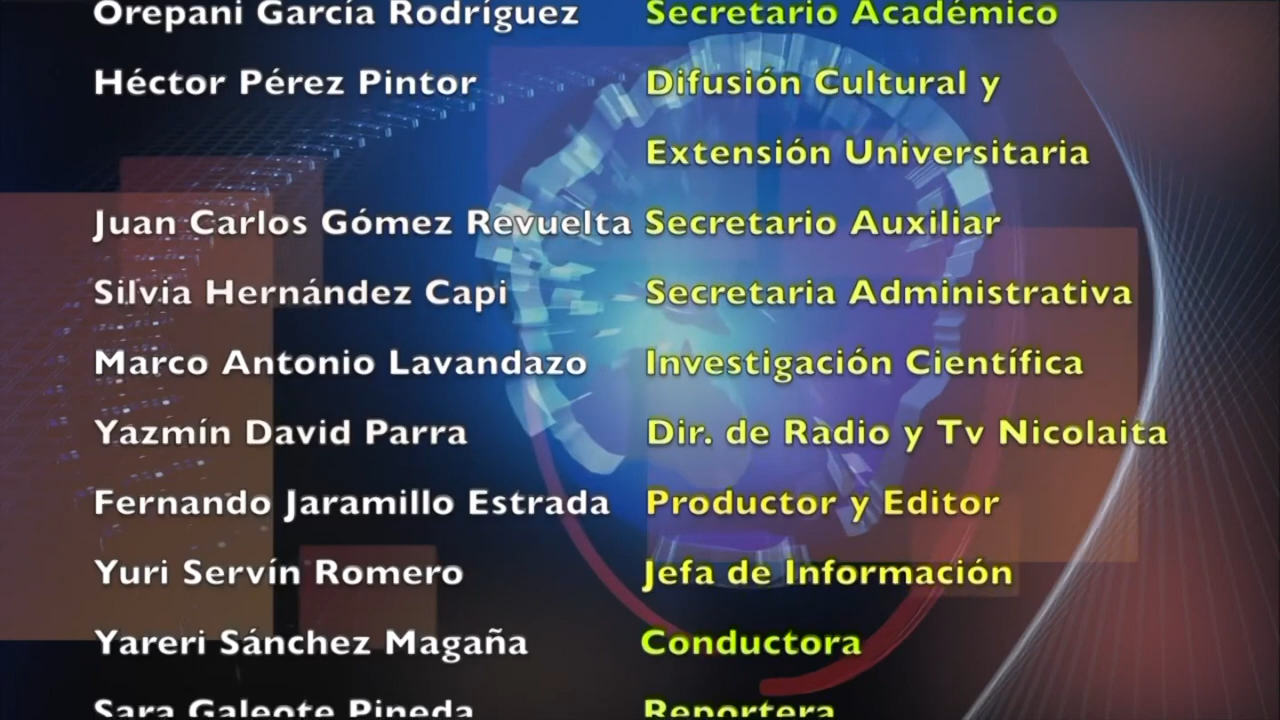 Orepani García Rodríguez Secretario Académico
Héctor Pérez Pintor Difusión Cultural y
Extensión Universitaria
Juan Carlos Gómez Revuelta Secretario Auxiliar
Silvia Hernández Capi Secretaria Administrativa
Marco Antonio Lavandazo Investigación Científica
Yazmín David Parra Dir. de Radio y Tv Nicolaita
Fernando Jaramillo Estrada Productor y Editor
Yuri Servín Romero Jefa de Información
Yareri Sánchez Magaña Conductora
Sara Galeote Pineda Reportera